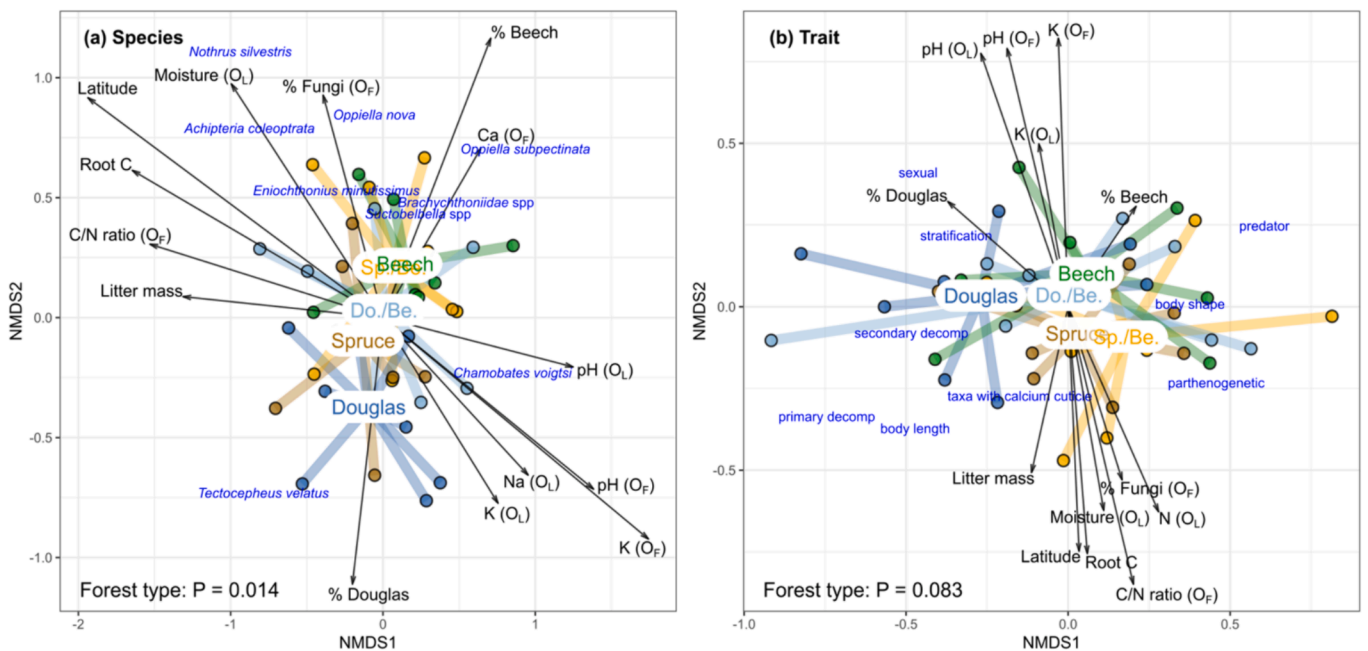 (a) Species
% Beech
Nothrus silvestris
Moisture (OL)
Latitude
% Fungi (OF)
Oppiella nova
Achipteria coleoptrata
Ca (OF)
Oppiella subpectinata
Root C
Eniochthonius minutissimus
Brachychthoniidae spp
Suctobelbella spp
C/N ratio (OF)
Sp./Be.
Beech
Litter mass
Do./Be.
Spruce
Chamobates voigtsi
pH (OL)
Douglas
Tectocepheus velatus
Na (OL)
pH (OF)
K (OL)
K (OF)
Forest type: P = 0.014
% Douglas
NMDS2
1.0
0.5
0.0
-0.5
-1.0
-2
-1
0
1
NMDS1
(b) Trait
pH (OL)
pH (OF)
K (OF)
K (OL)
sexual
% Douglas
% Beech
stratification
predator
Beech
Douglas
Do./Be.
body shape
secondary decomp
Spruce
Sp./Be.
parthenogenetic
taxa with calcium cuticle
primary decomp
body length
Litter mass
% Fungi (OF)
Moisture (OL)
N (OL)
Latitude
Root C
C/N ratio (OF)
Forest type: P = 0.083
NMDS2
0.5
0.0
-0.5
-1.0
-0.5
0.0
0.5
NMDS1